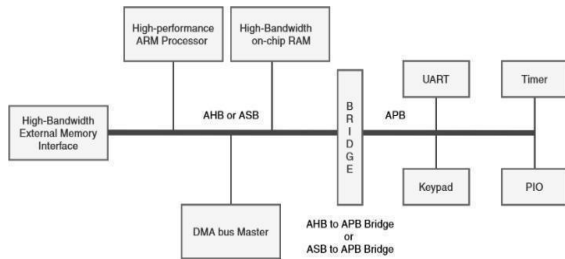 High-performance
ARM Processor
High-Bandwidth
on-chip RAM
High-Bandwidth
External Memory
Interface
AHB or ASB
B
R
I
D
G
E
APB
UART
Timer
Keypad
PIO
DMA bus Master
AHB to APB Bridge
or
ASB to APB Bridge